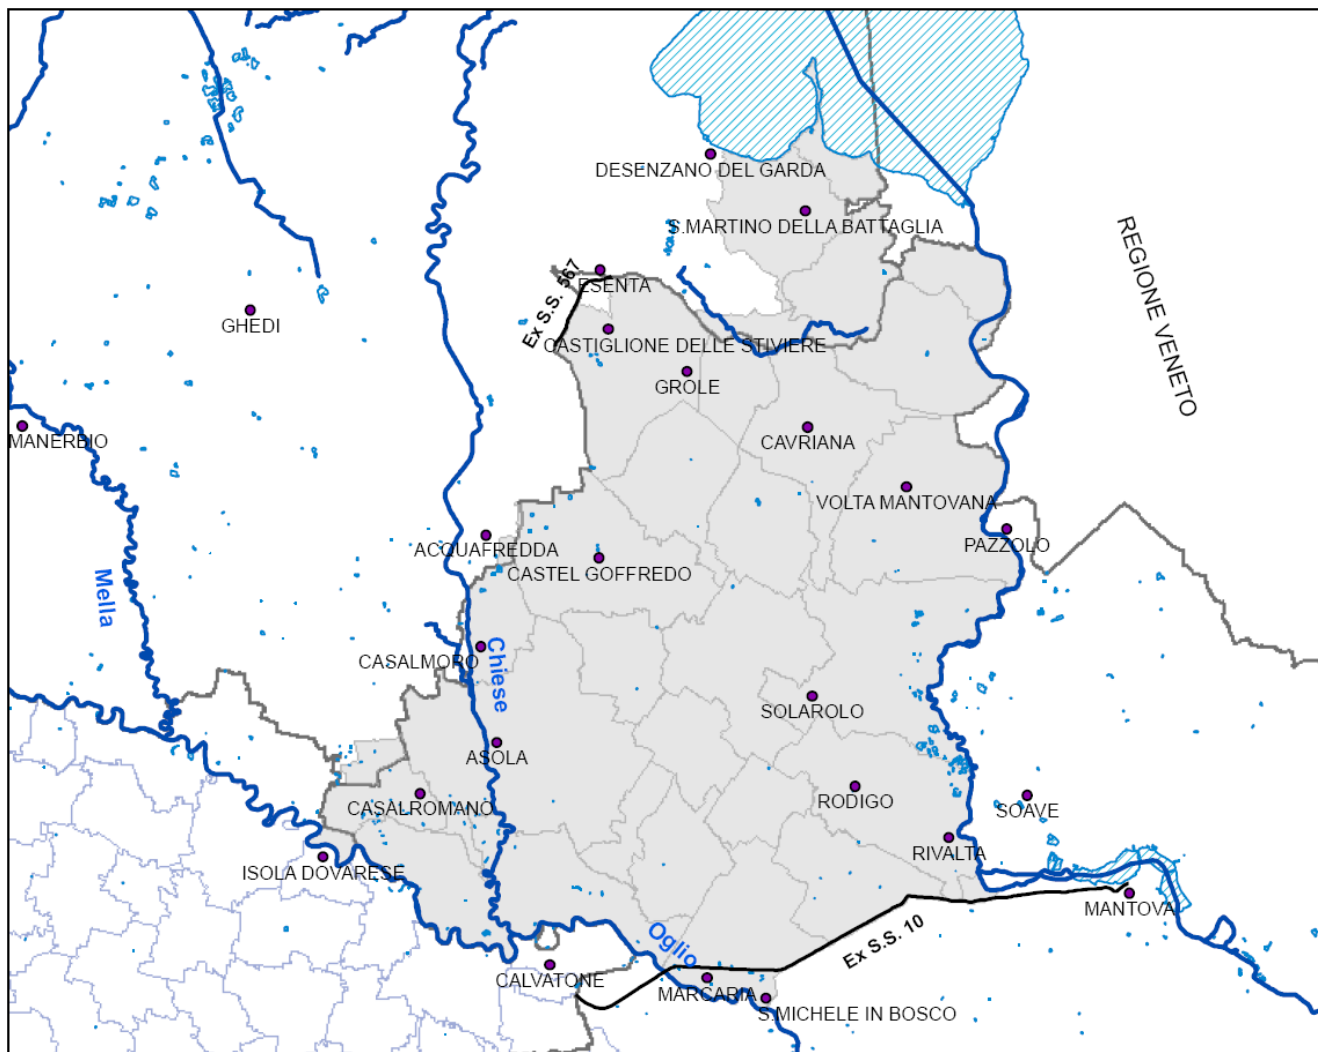 DESENZANO DEL GARDA
S.MARTINO DELLA BATTAGLIA
REGIONE VENETO
ESENTA
Ex S.S. 567
GHEDI
CASTIGLIONE DELLE STIVIERE
GROLE
MANERBIO
CAVRIANA
VOLTA MANTOVANA
PAZZOLO
ACQUAFREDDA
CASTEL GOFFREDO
Mella
CASALMORO
Chiese
SOLAROLO
ASOLA
CASALROMANO
RODIGO
SOAVE
RIVALTA
ISOLA DOVARESE
MANTOVA
Oglio
Ex S.S. 10
CALVATONE
MARCARIA
S.MICHELE IN BOSCO